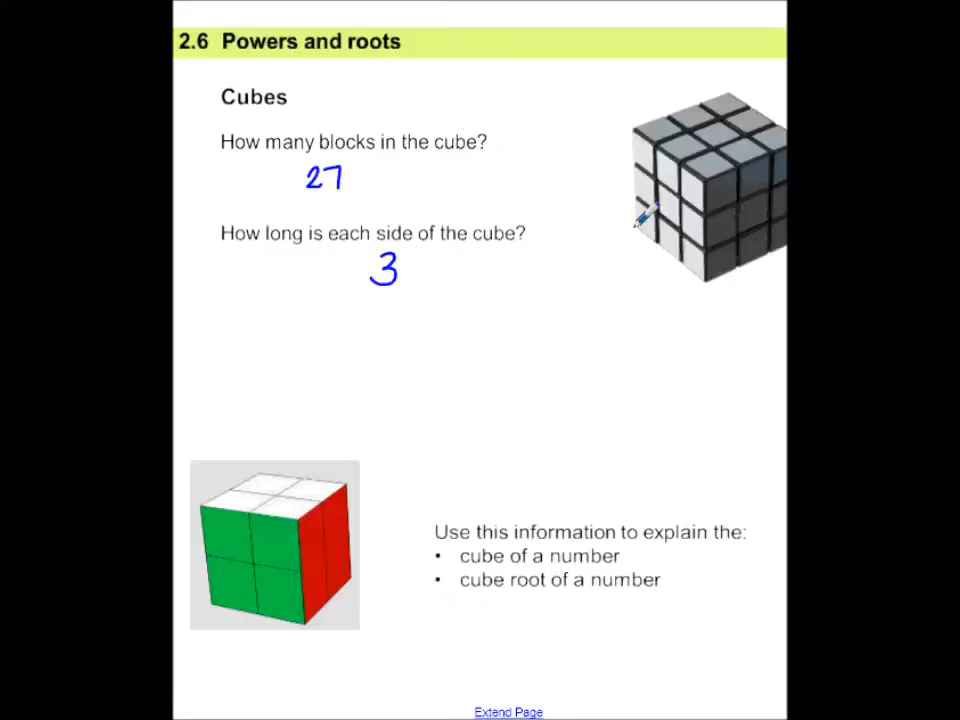 2.6 Powers and roots
Cubes
How many blocks in the cube?
27
How long is each side of the cube?
3
Use this information to explain the:
• cube of a number
• cube root of a number
Extend Page